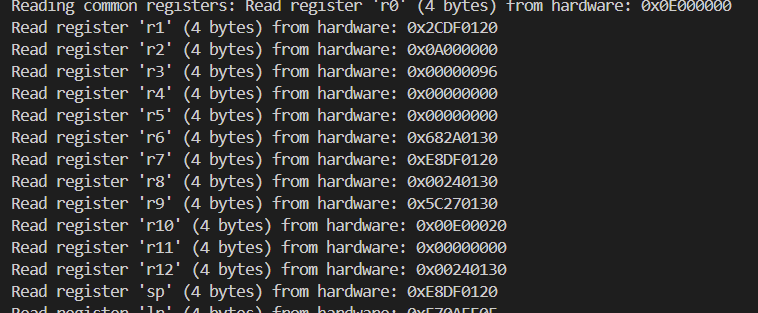 Reading common registers: Read register 'r0' (4 bytes) from hardware: 0x0E000000
Read register 'r1' (4 bytes) from hardware: 0x2CDF0120
Read register 'r2' (4 bytes) from hardware: 0x0A000000
Read register 'r3' (4 bytes) from hardware: 0x00000096
Read register 'r4' (4 bytes) from hardware: 0x00000000
Read register 'r5' (4 bytes) from hardware: 0x00000000
Read register 'r6' (4 bytes) from hardware: 0x682A0130
Read register 'r7' (4 bytes) from hardware: 0xE8DF0120
Read register 'r8' (4 bytes) from hardware: 0x00240130
Read register 'r9' (4 bytes) from hardware: 0x5C270130
Read register 'r10' (4 bytes) from hardware: 0x00E00020
Read register 'r11' (4 bytes) from hardware: 0x00000000
Read register 'r12' (4 bytes) from hardware: 0x00240130
Read register 'sp' (4 bytes) from hardware: 0xE8DF0120
Read register 'lr' (4 bytes) from hardware: